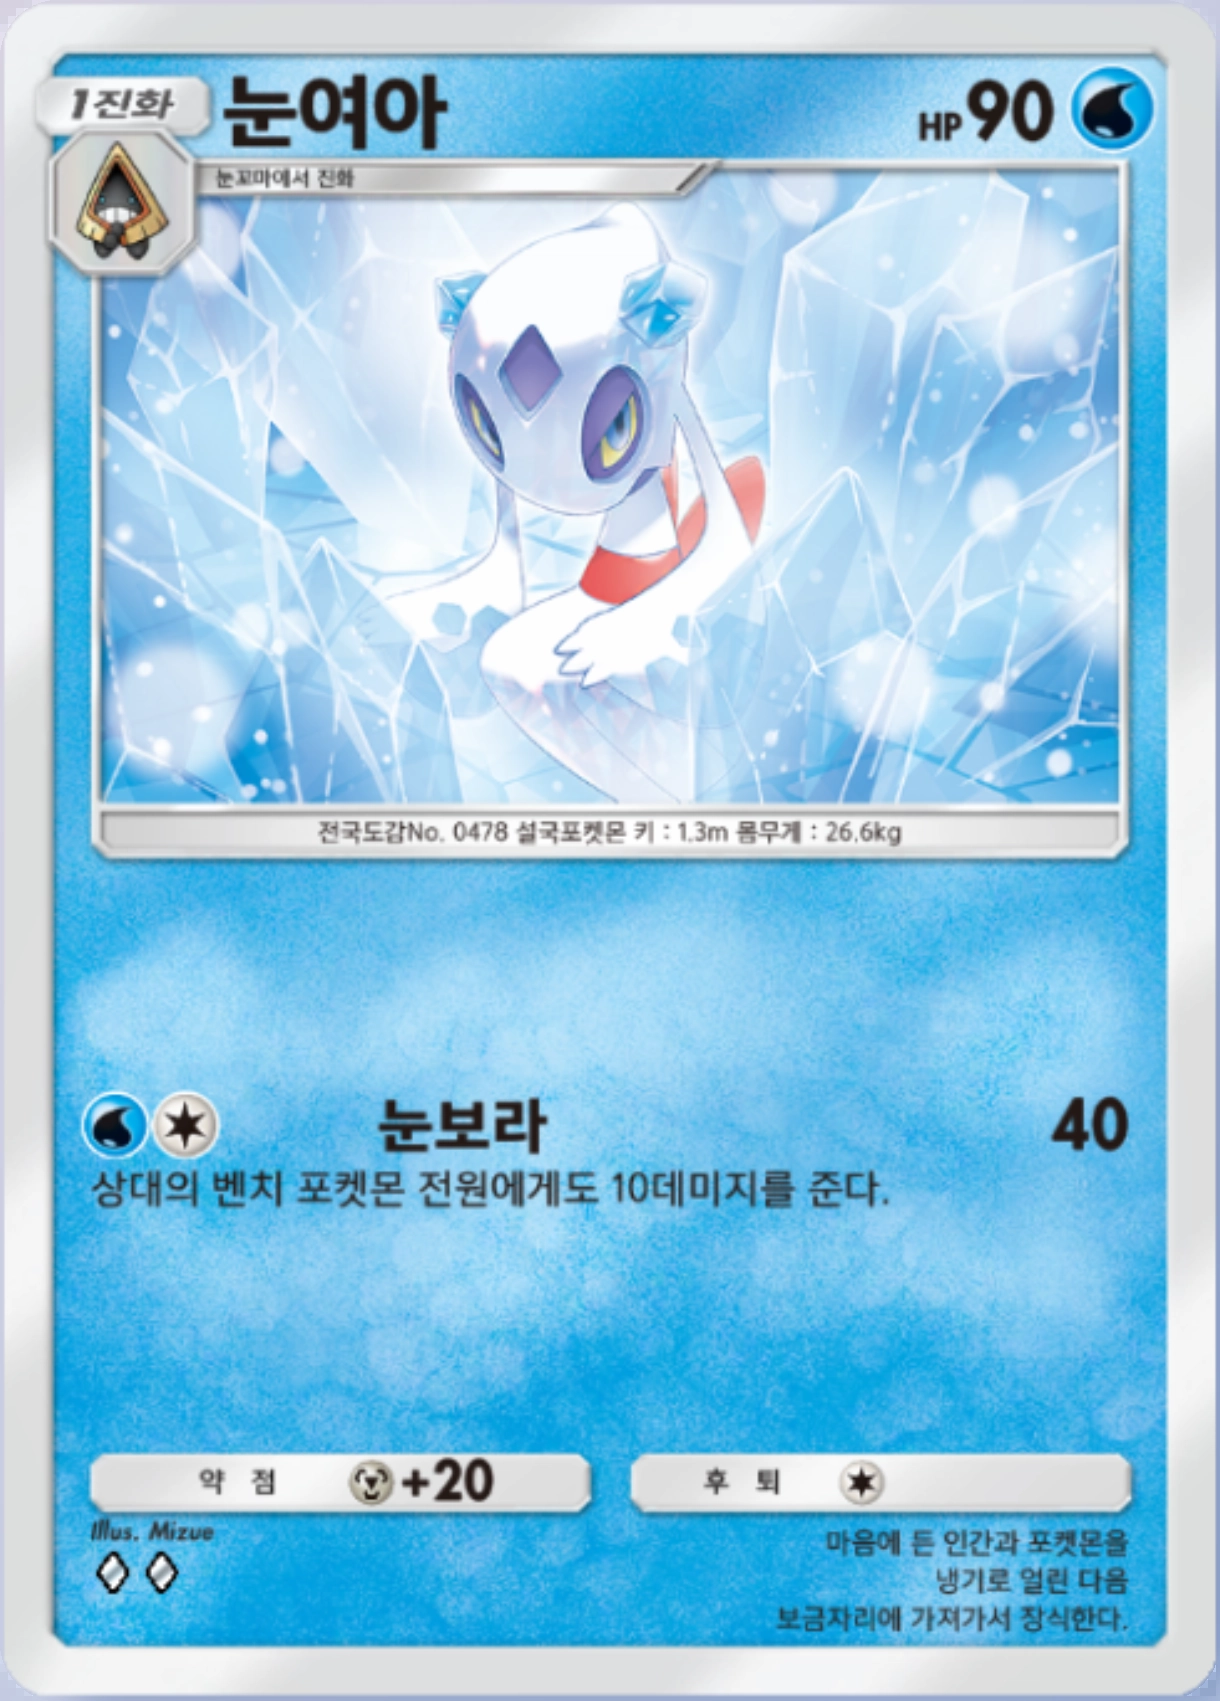 1진화
눈여아
HP 90
눈꼬마에서 진화
전국도감No. 0478 설국포켓몬 키 : 1.3m 몸무게 : 26.6kg
눈보라 40
상대의 벤치 포켓몬 전원에게도 10데미지를 준다.
약 점 +20
후 퇴
Illus. Mizue
마음에 든 인간과 포켓몬을
냉기로 얼린 다음
보금자리에 가져가서 장식한다.